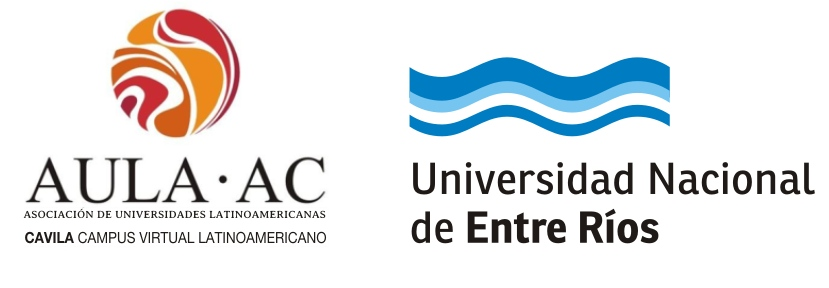 AULA·AC
ASOCIACIÓN DE UNIVERSIDADES LATINOAMERICANAS
CAVILA CAMPUS VIRTUAL LATINOAMERICANO
Universidad Nacional
de Entre Ríos